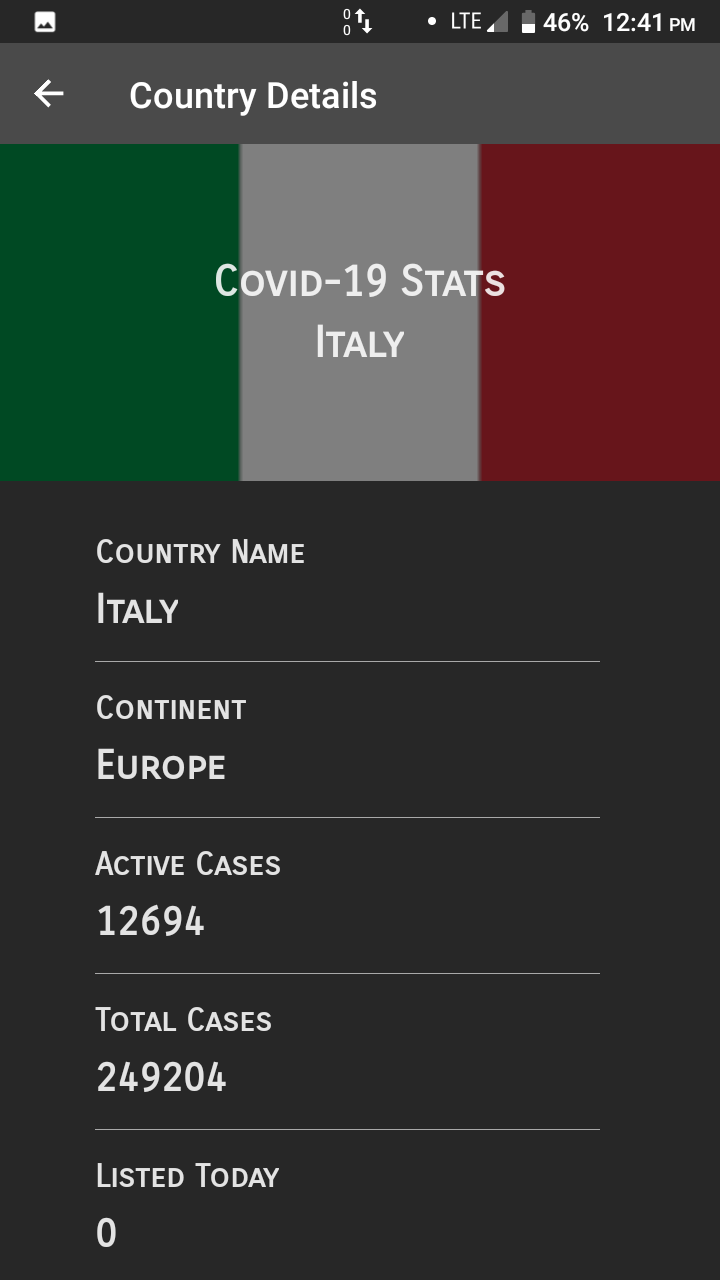 0
0
LTE 46% 12:41 PM
Country Details
Covid-19 Stats
Italy
Country Name
Italy
Continent
Europe
Active Cases
12694
Total Cases
249204
Listed Today
0